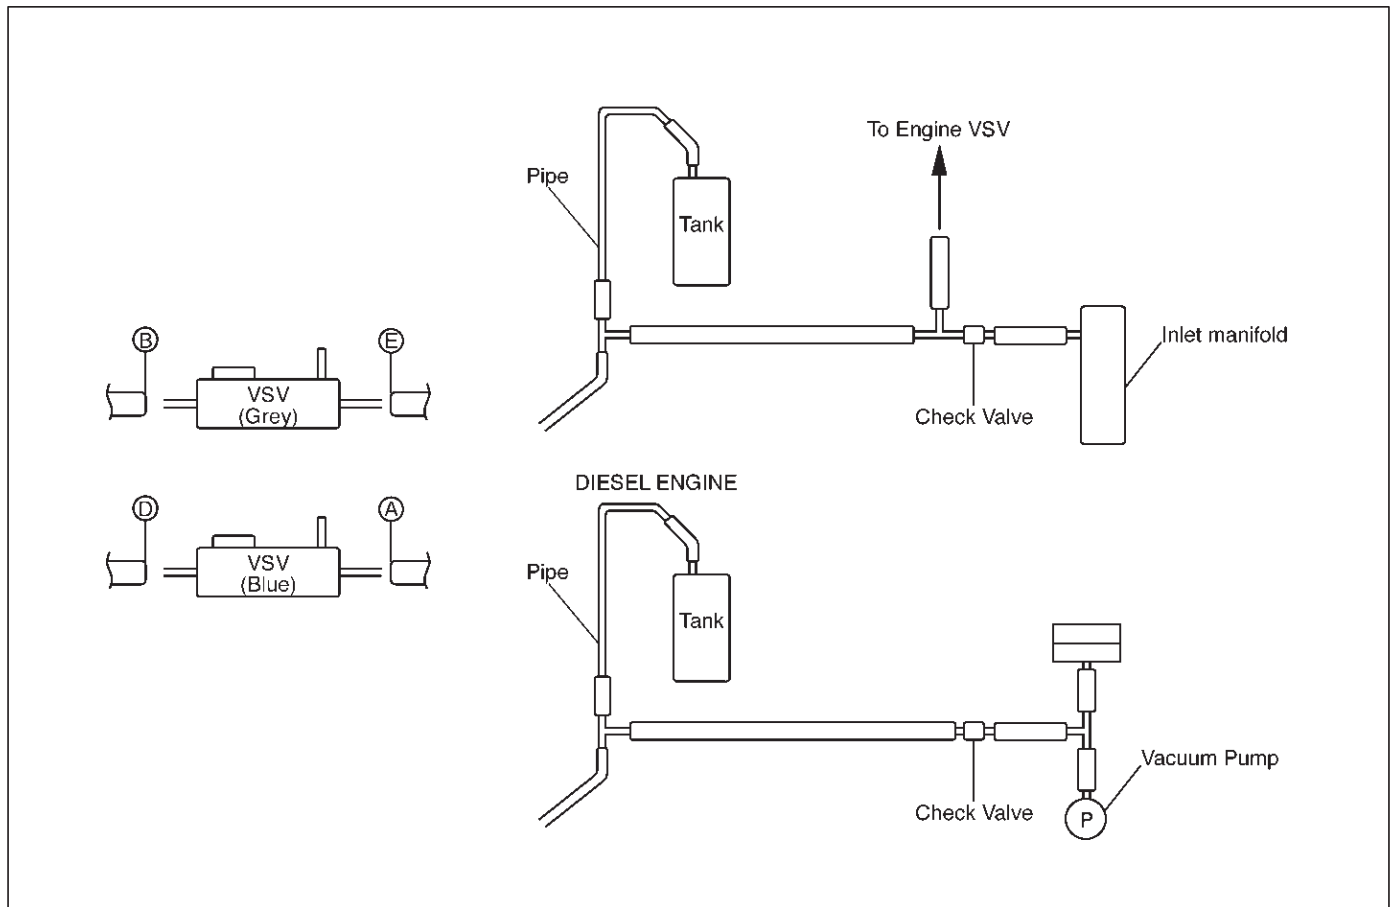 To Engine VSV
Pipe
Tank
Inlet manifold
Check Valve
B
E
VSV
(Grey)
D
A
VSV
(Blue)
DIESEL ENGINE
Pipe
Tank
Check Valve
Vacuum Pump
P